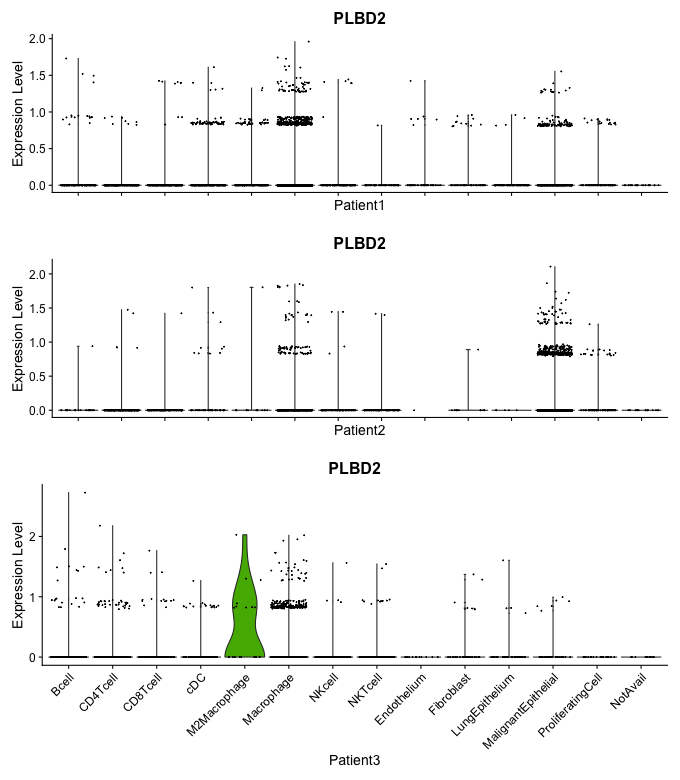 PLBD2
Expression Level
2.0
1.5
1.0
0.5
0.0
Patient1
PLBD2
Expression Level
2.0
1.5
1.0
0.5
0.0
Patient2
PLBD2
Expression Level
2
1
0
Bcell
CD4Tcell
CD8Tcell
cDC
M2Macrophage
Macrophage
NKcell
NKTcell
Endothelium
Fibroblast
LungEpithelium
MalignantEpithelial
ProliferatingCell
NotAvail
Patient3